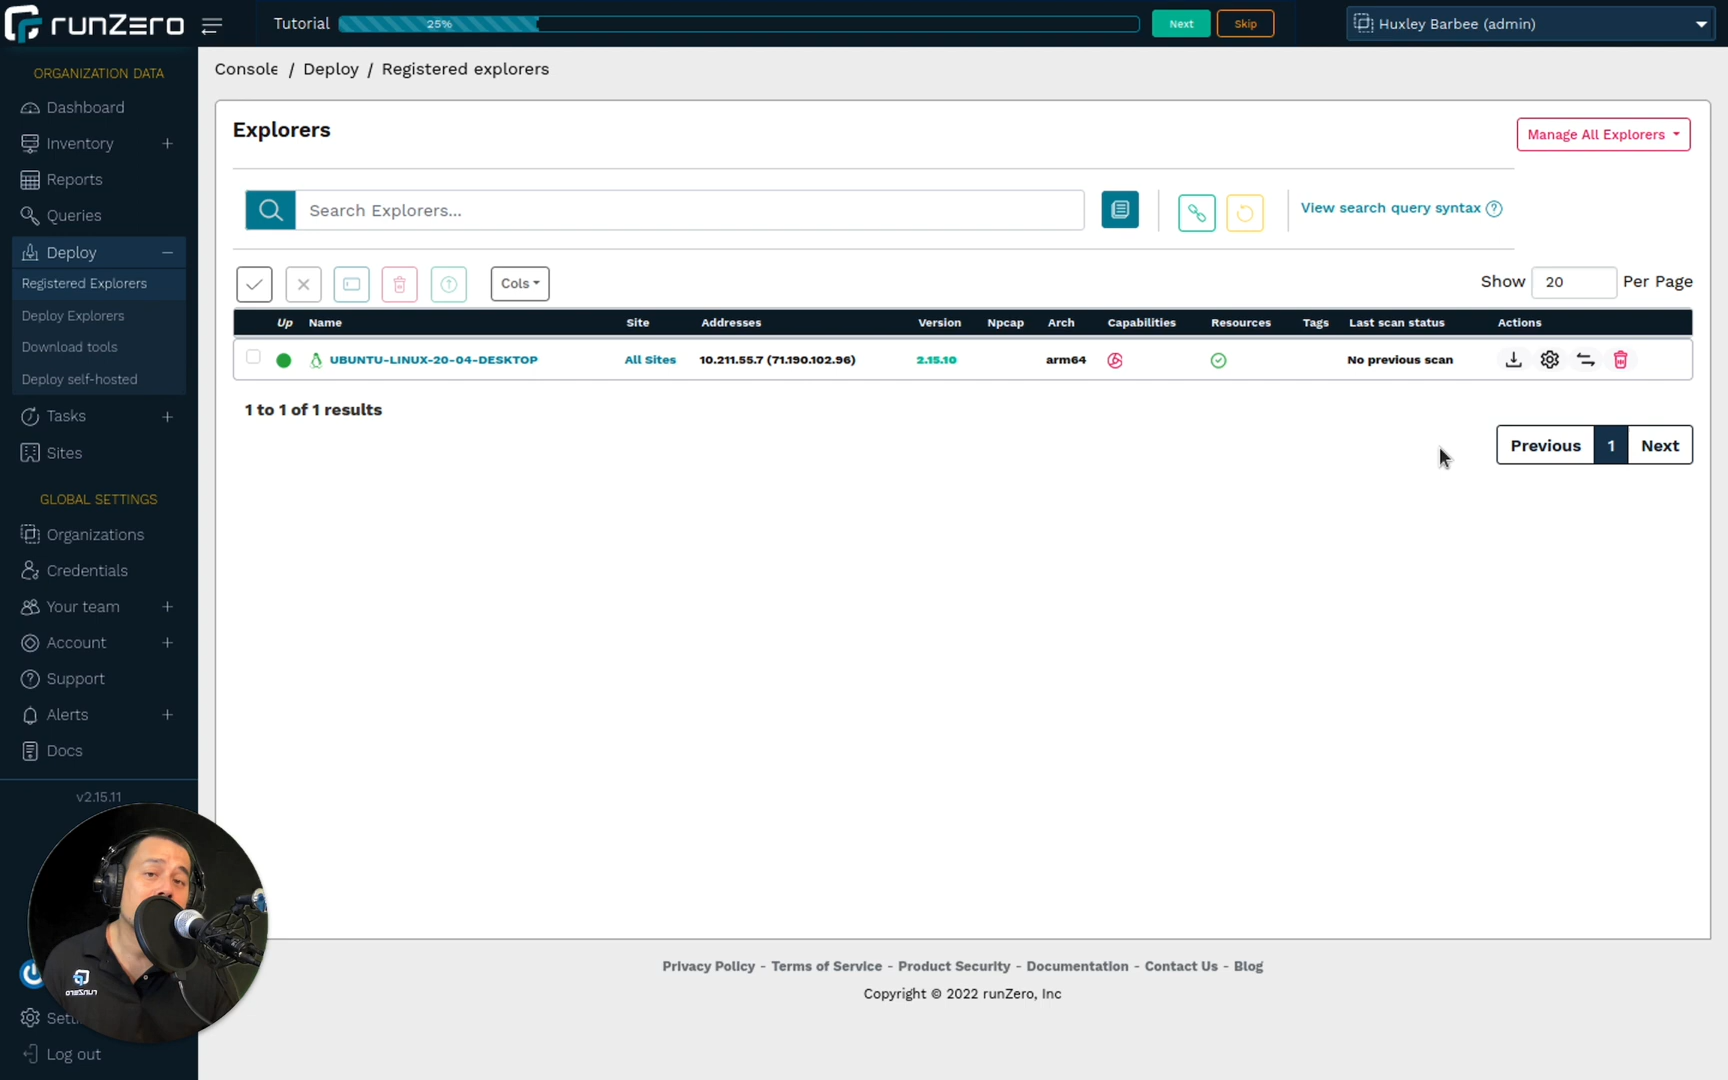 runZero
Tutorial
25%
Next
Skip
Huxley Barbee (admin)
ORGANIZATION DATA
Dashboard
Inventory +
Reports
Queries
Deploy –
Registered Explorers
Deploy Explorers
Download tools
Deploy self-hosted
Tasks +
Sites
GLOBAL SETTINGS
Organizations
Credentials
Your team +
Account +
Support
Alerts +
Docs
v2.15.11
Log out
Console / Deploy / Registered explorers
Explorers
Manage All Explorers
Search Explorers...
View search query syntax ?
Cols
Show 20 Per Page
Up Name Site Addresses Version Npcap Arch Capabilities Resources Tags Last scan status Actions
UBUNTU-LINUX-20-04-DESKTOP All Sites 10.211.55.7 (71.190.102.96) 2.15.10 arm64 No previous scan
1 to 1 of 1 results
Previous 1 Next
Privacy Policy - Terms of Service - Product Security - Documentation - Contact Us - Blog
Copyright © 2022 runZero, Inc